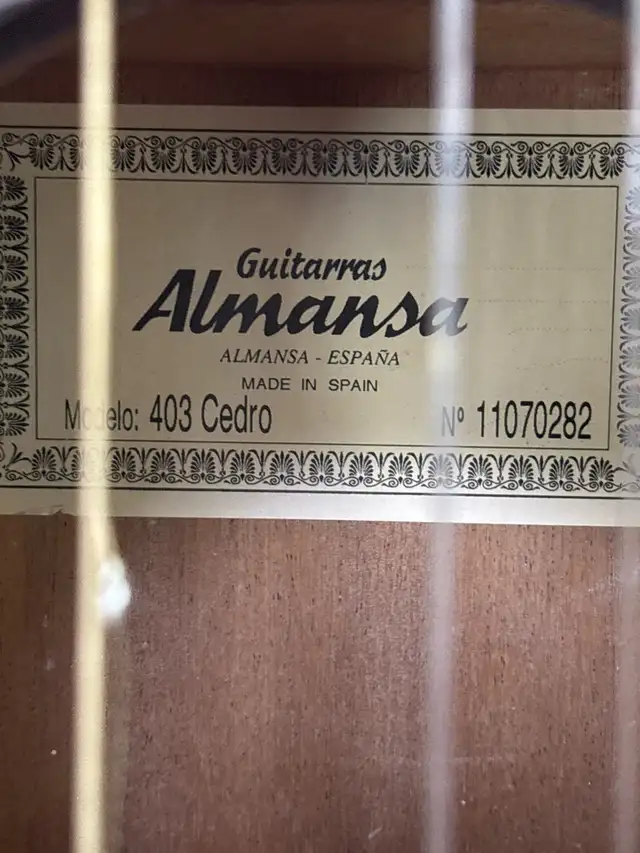 Guitarras
Almansa
ALMANSA - ESPAÑA
MADE IN SPAIN
Modelo: 403 Cedro Nº 11070282